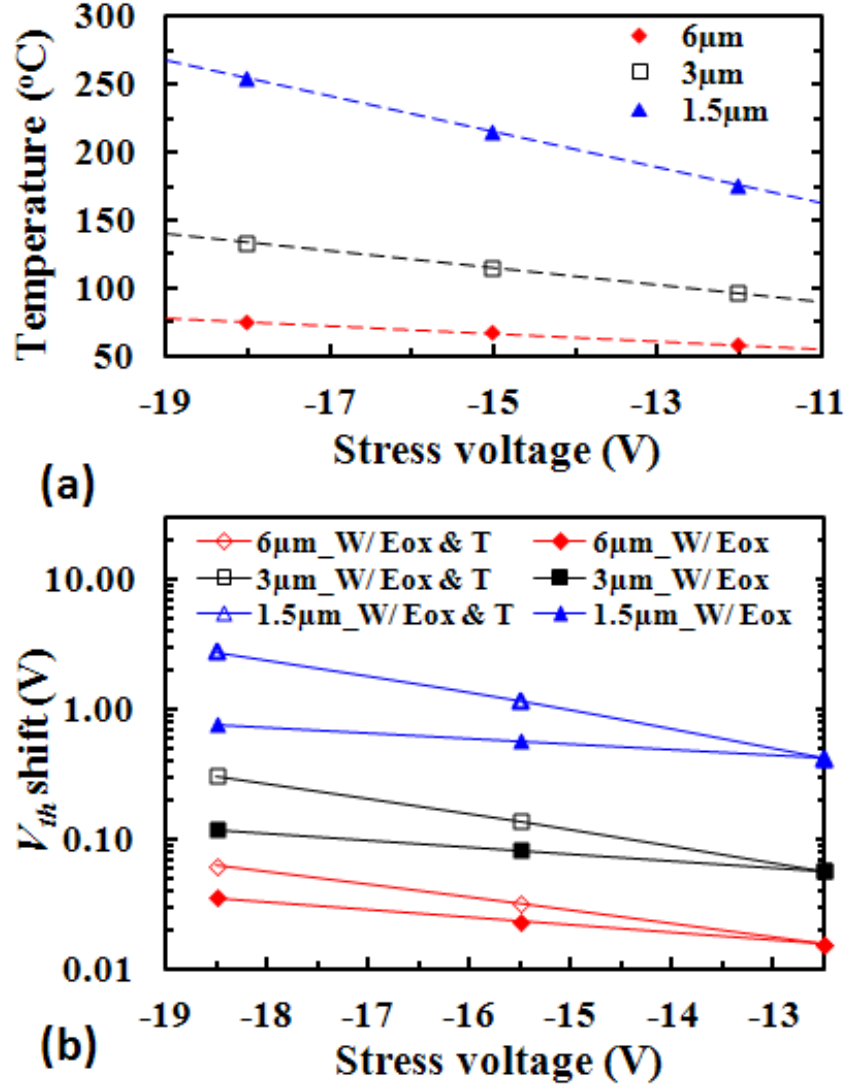 300
250
200
150
100
50
Temperature (°C)
6μm
3μm
1.5μm
-19 -17 -15 -13 -11
Stress voltage (V)
(a)
6μm_W/ Eox & T 6μm_W/ Eox
3μm_W/ Eox & T 3μm_W/ Eox
1.5μm_W/ Eox & T 1.5μm_W/ Eox
10.00
1.00
0.10
0.01
Vth shift (V)
-19 -18 -17 -16 -15 -14 -13
Stress voltage (V)
(b)